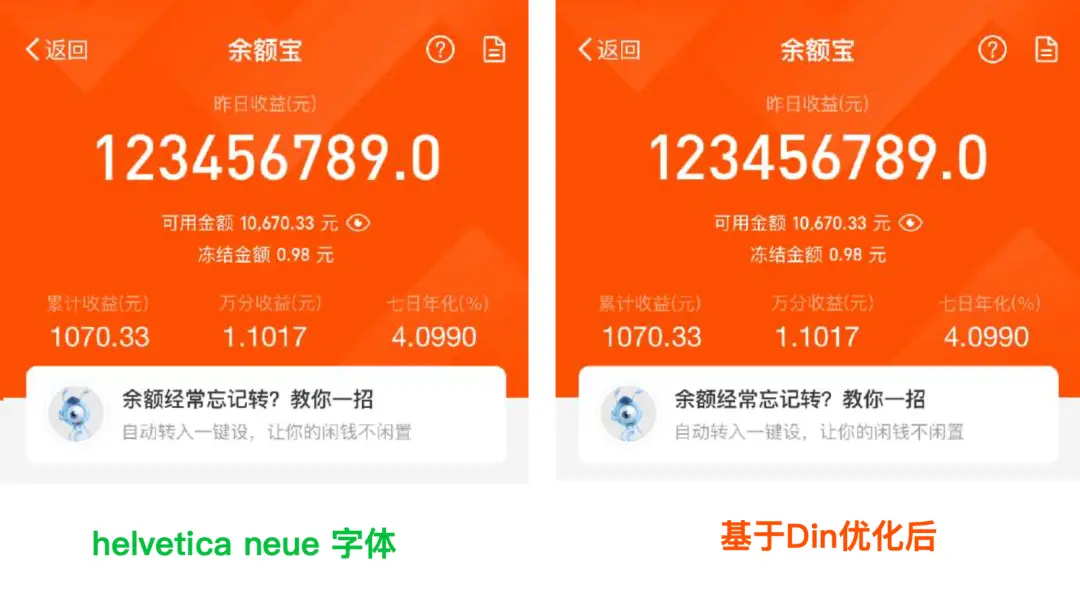 返回 余额宝
昨日收益(元)
123456789.0
可用金额 10,670.33 元
冻结金额 0.98 元
累计收益(元) 万分收益(元) 七日年化(%)
1070.33 1.1017 4.0990
余额经常忘记转？教你一招
自动转入一键设，让你的闲钱不闲置
helvetica neue 字体
返回 余额宝
昨日收益(元)
123456789.0
可用金额 10,670.33 元
冻结金额 0.98 元
累计收益(元) 万分收益(元) 七日年化(%)
1070.33 1.1017 4.0990
余额经常忘记转？教你一招
自动转入一键设，让你的闲钱不闲置
基于Din优化后